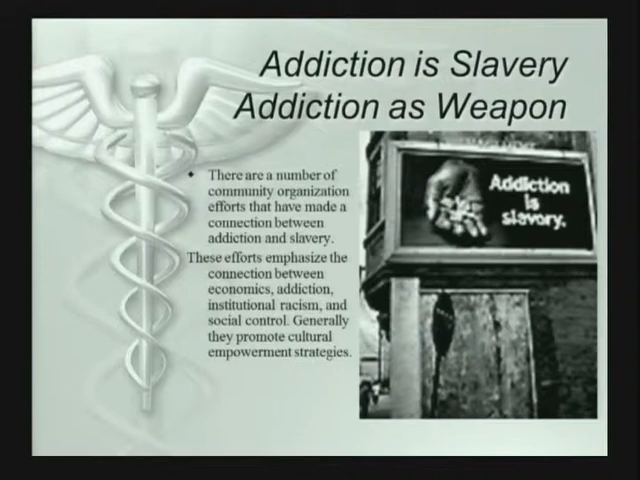 Addiction is Slavery
Addiction as Weapon
There are a number of
community organization
efforts that have made a
connection between
addiction and slavery.
These efforts emphasize the
connection between
economics, addiction,
institutional racism, and
social control. Generally
they promote cultural
empowerment strategies.
Addiction
is
slavery.